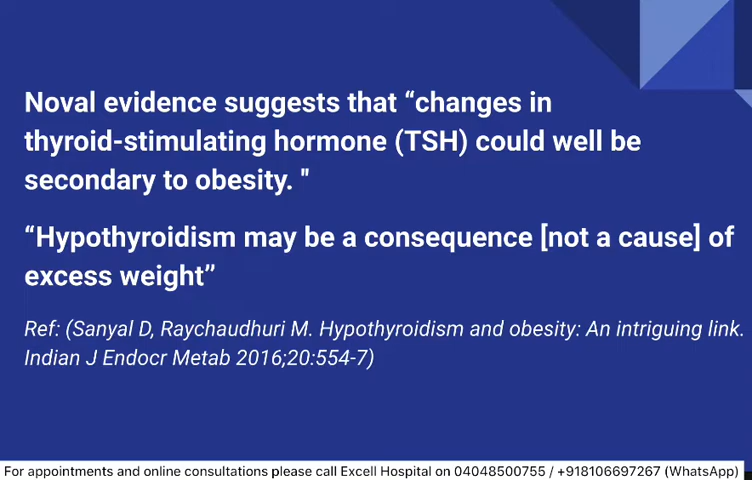 Noval evidence suggests that “changes in
thyroid-stimulating hormone (TSH) could well be
secondary to obesity. "
“Hypothyroidism may be a consequence [not a cause] of
excess weight”
Ref: (Sanyal D, Raychaudhuri M. Hypothyroidism and obesity: An intriguing link.
Indian J Endocr Metab 2016;20:554-7)
For appointments and online consultations please call Excell Hospital on 04048500755 / +918106697267 (WhatsApp)